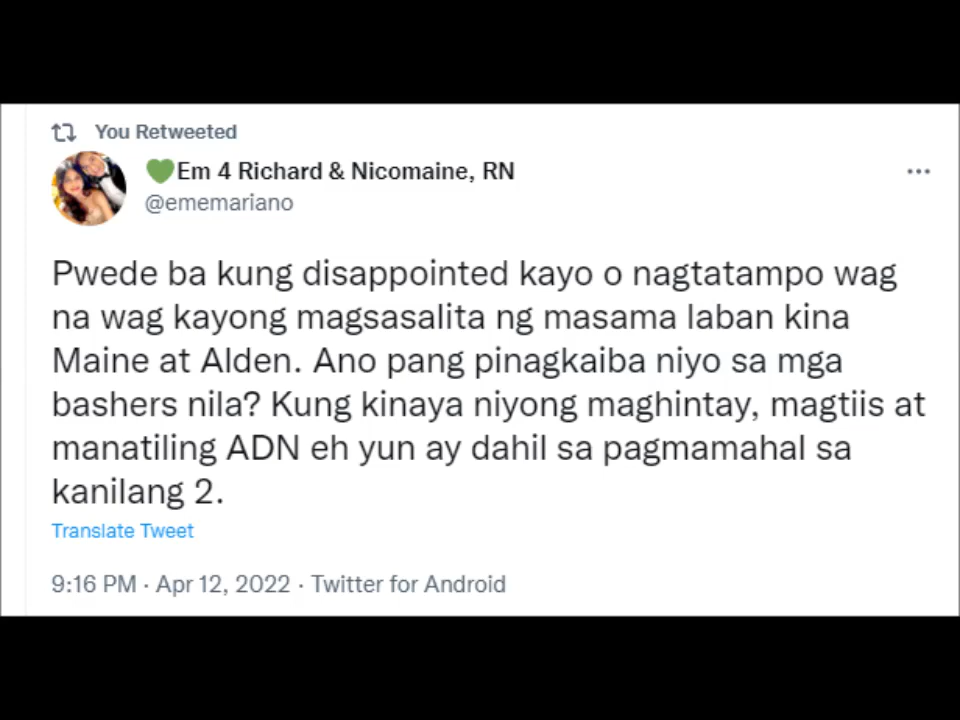 You Retweeted
💚Em 4 Richard & Nicomaine, RN
@ememariano
Pwede ba kung disappointed kayo o nagtatampo wag
na wag kayong magsasalita ng masama laban kina
Maine at Alden. Ano pang pinagkaiba niyo sa mga
bashers nila? Kung kinaya niyong maghintay, magtiis at
manatiling ADN eh yun ay dahil sa pagmamahal sa
kanilang 2.
Translate Tweet
9:16 PM · Apr 12, 2022 · Twitter for Android